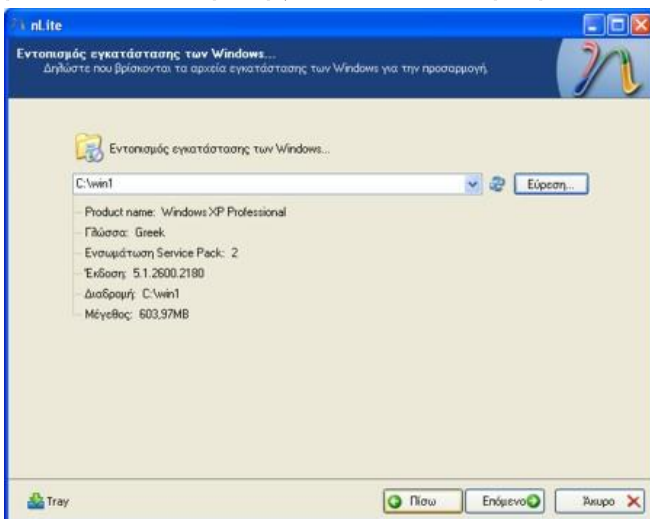 nLite
Εντοπισμός εγκατάστασης των Windows...
Δηλώστε που βρίσκονται τα αρχεία εγκατάστασης των Windows για την προσαρμογή.
Εντοπισμός εγκατάστασης των Windows...
C:\win1
Εύρεση...
Product name: Windows XP Professional
Γλώσσα: Greek
Ενσωμάτωση Service Pack: 2
Έκδοση: 5.1.2600.2180
Διαδρομή: C:\win1
Μέγεθος: 603,97MB
Tray
Πίσω
Επόμενο
Άκυρο